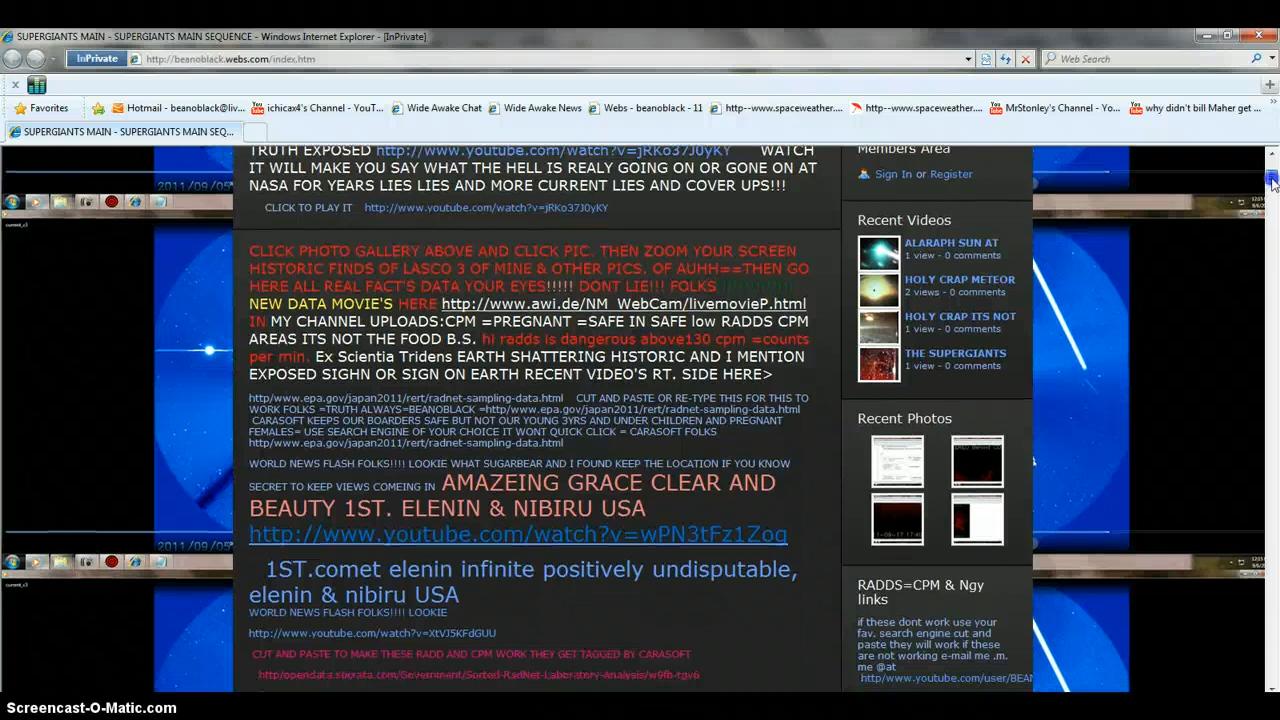 SUPERGIANTS MAIN - SUPERGIANTS MAIN SEQUENCE - Windows Internet Explorer - [InPrivate]
InPrivate http://beanoblack.webs.com/index.htm Web Search
Favorites Hotmail - beanoblack@liv... ichicax4's Channel - YouT... Wide Awake Chat Wide Awake News Webs - beanoblack - 11 http--www.spaceweather.... http--www.spaceweather.... MrStonley's Channel - Yo... why didn't bill Maher get ...
SUPERGIANTS MAIN - SUPERGIANTS MAIN SEQ...
TRUTH EXPOSED http://www.youtube.com/watch?v=jRKo37J0yKY WATCH
IT WILL MAKE YOU SAY WHAT THE HELL IS REALY GOING ON OR GONE ON AT
NASA FOR YEARS LIES LIES AND MORE CURRENT LIES AND COVER UPS!!!
CLICK TO PLAY IT http://www.youtube.com/watch?v=jRKo37J0yKY
CLICK PHOTO GALLERY ABOVE AND CLICK PIC. THEN ZOOM YOUR SCREEN
HISTORIC FINDS OF LASCO 3 OF MINE & OTHER PICS. OF AUHH==THEN GO
HERE ALL REAL FACT'S DATA YOUR EYES!!!!! DONT LIE!!! FOLKS
NEW DATA MOVIE'S HERE http://www.awi.de/NM_WebCam/livemovieP.html
IN MY CHANNEL UPLOADS:CPM =PREGNANT =SAFE IN SAFE low RADDS CPM
AREAS ITS NOT THE FOOD B.S. hi radds is dangerous above130 cpm =counts
per min. Ex Scientia Tridens EARTH SHATTERING HISTORIC AND I MENTION
EXPOSED SIGHN OR SIGN ON EARTH RECENT VIDEO'S RT. SIDE HERE>
http/www.epa.gov/japan2011/rert/radnet-sampling-data.html CUT AND PASTE OR RE-TYPE THIS FOR THIS TO
WORK FOLKS =TRUTH ALWAYS=BEANOBLACK =http/www.epa.gov/japan2011/rert/radnet-sampling-data.html
CARASOFT KEEPS OUR BOARDERS SAFE BUT NOT OUR YOUNG 3YRS AND UNDER CHILDREN AND PREGNANT
FEMALES= USE SEARCH ENGINE OF YOUR CHOICE IT WONT QUICK CLICK = CARASOFT FOLKS
http/www.epa.gov/japan2011/rert/radnet-sampling-data.html
WORLD NEWS FLASH FOLKS!!!! LOOKIE WHAT SUGARBEAR AND I FOUND KEEP THE LOCATION IF YOU KNOW
SECRET TO KEEP VIEWS COMEING IN AMAZEING GRACE CLEAR AND
BEAUTY 1ST. ELENIN & NIBIRU USA
http://www.youtube.com/watch?v=wPN3tFz1Zog
1ST.comet elenin infinite positively undisputable,
elenin & nibiru USA
WORLD NEWS FLASH FOLKS!!!! LOOKIE
http://www.youtube.com/watch?v=XtVJ5KFdGUU
CUT AND PASTE TO MAKE THESE RADD AND CPM WORK THEY GET TAGGED BY CARASOFT
http/opendata.socrata.com/Government/Sorted-RadNet-Laboratory-Analysis/w9fb-tgv6
Members Area
Sign In or Register
Recent Videos
ALARAPH SUN AT
1 view - 0 comments
HOLY CRAP METEOR
2 views - 0 comments
HOLY CRAP ITS NOT
1 view - 0 comments
THE SUPERGIANTS
1 view - 0 comments
Recent Photos
RADDS=CPM & Ngy
links
if these dont work use your
fav. search engine cut and
paste they will work if these
are not working e-mail me .m.
me @at
http/www.youtube.com/user/BEAN
2011/09/05
2011/09/05
Screencast-O-Matic.com